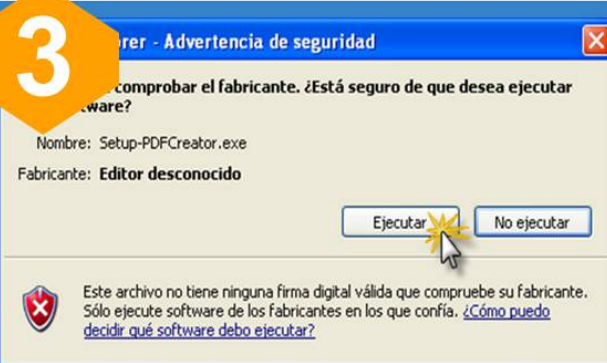 3
rer - Advertencia de seguridad
comprobar el fabricante. ¿Está seguro de que desea ejecutar
ware?
Nombre: Setup-PDFCreator.exe
Fabricante: Editor desconocido
Ejecutar
No ejecutar
Este archivo no tiene ninguna firma digital válida que compruebe su fabricante.
Sólo ejecute software de los fabricantes en los que confía. ¿Cómo puedo
decidir qué software debo ejecutar?